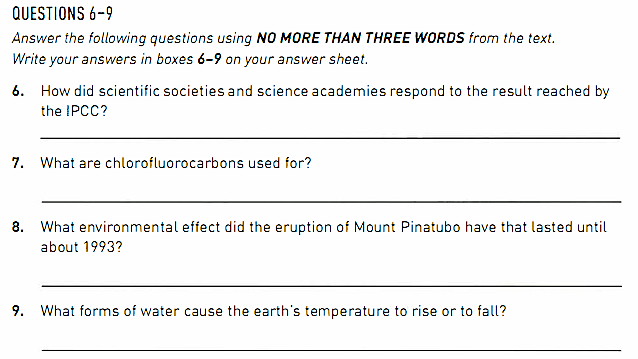 QUESTIONS 6–9
Answer the following questions using NO MORE THAN THREE WORDS from the text.
Write your answers in boxes 6–9 on your answer sheet.
6. How did scientific societies and science academies respond to the result reached by
the IPCC?
7. What are chlorofluorocarbons used for?
8. What environmental effect did the eruption of Mount Pinatubo have that lasted until
about 1993?
9. What forms of water cause the earth's temperature to rise or to fall?